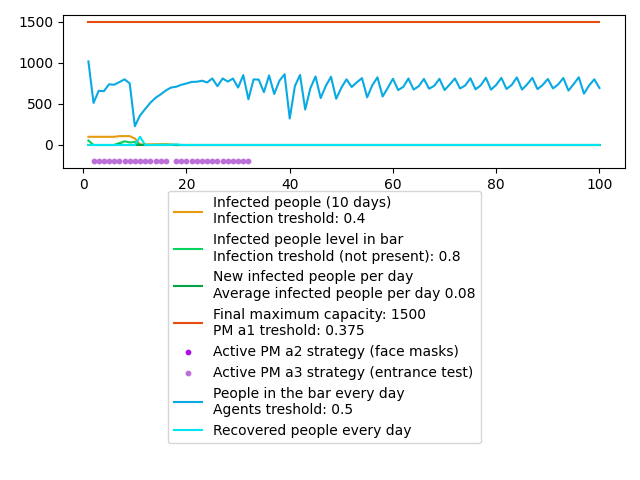 1500
1000
500
0
0
20
40
60
80
100
Infected people (10 days)
Infection treshold: 0.4
Infected people level in bar
Infection treshold (not present): 0.8
New infected people per day
Average infected people per day 0.08
Final maximum capacity: 1500
PM a1 treshold: 0.375
Active PM a2 strategy (face masks)
Active PM a3 strategy (entrance test)
People in the bar every day
Agents treshold: 0.5
Recovered people every day